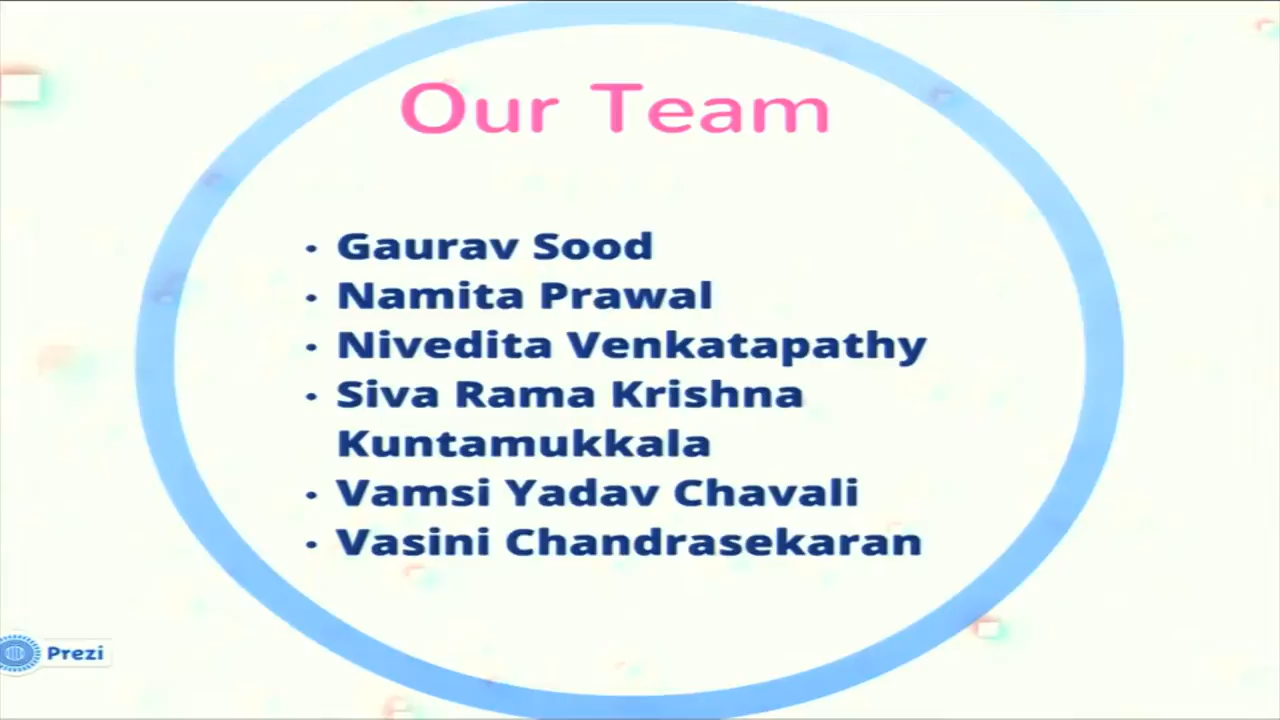 Our Team
• Gaurav Sood
• Namita Prawal
• Nivedita Venkatapathy
• Siva Rama Krishna
Kuntamukkala
• Vamsi Yadav Chavali
• Vasini Chandrasekaran
Prezi